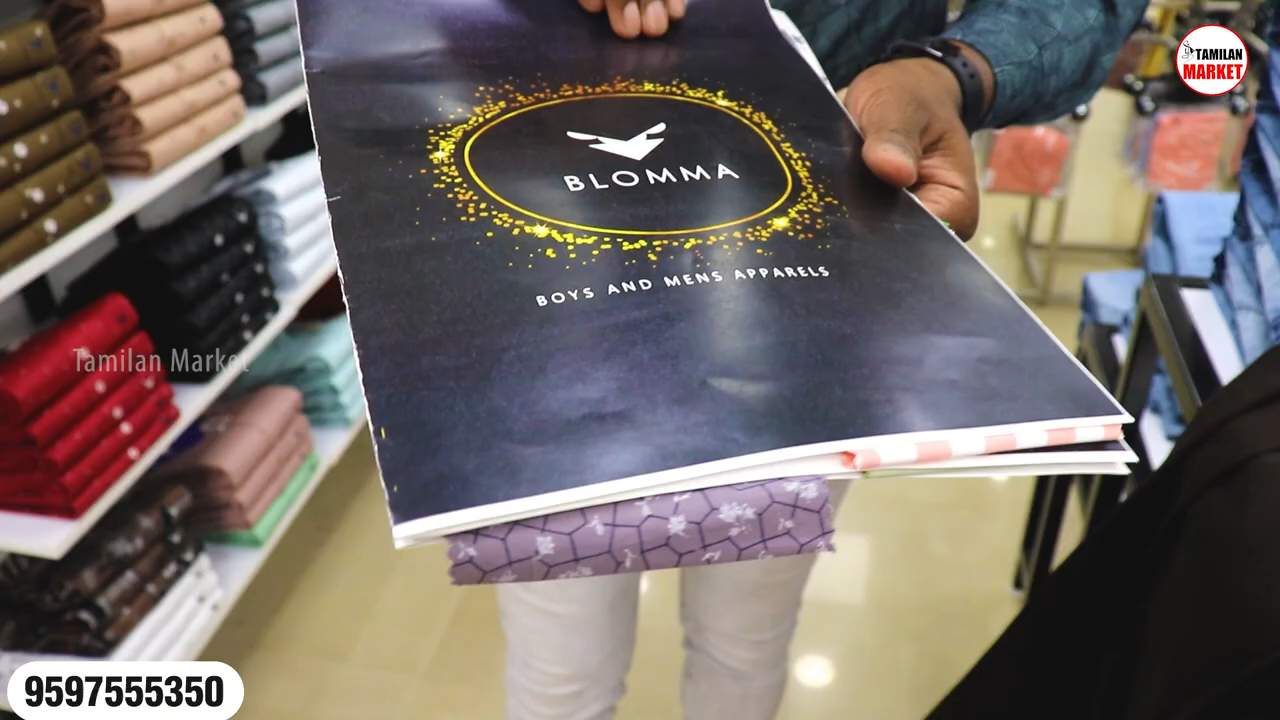 TAMILAN
MARKET
BLOMMA
BOYS AND MENS APPARELS
Tamilan Market
9597555350